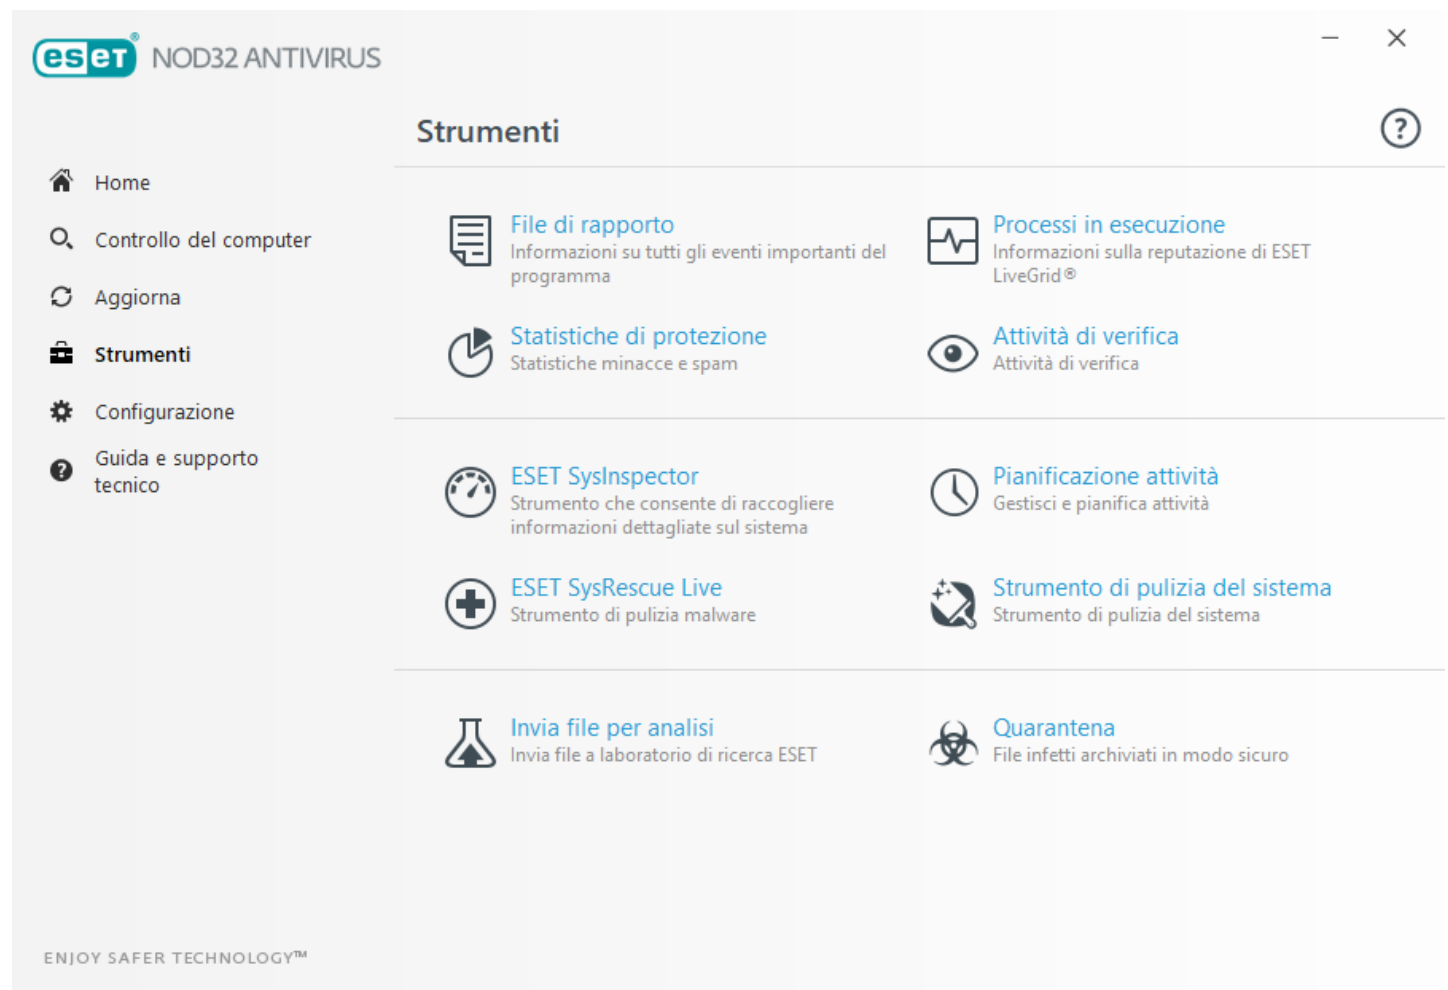 eset® NOD32 ANTIVIRUS
Strumenti
Home
Controllo del computer
Aggiorna
Strumenti
Configurazione
Guida e supporto
tecnico
File di rapporto
Informazioni su tutti gli eventi importanti del
programma
Processi in esecuzione
Informazioni sulla reputazione di ESET
LiveGrid®
Statistiche di protezione
Statistiche minacce e spam
Attività di verifica
Attività di verifica
ESET SysInspector
Strumento che consente di raccogliere
informazioni dettagliate sul sistema
Pianificazione attività
Gestisci e pianifica attività
ESET SysRescue Live
Strumento di pulizia malware
Strumento di pulizia del sistema
Strumento di pulizia del sistema
Invia file per analisi
Invia file a laboratorio di ricerca ESET
Quarantena
File infetti archiviati in modo sicuro
ENJOY SAFER TECHNOLOGY™